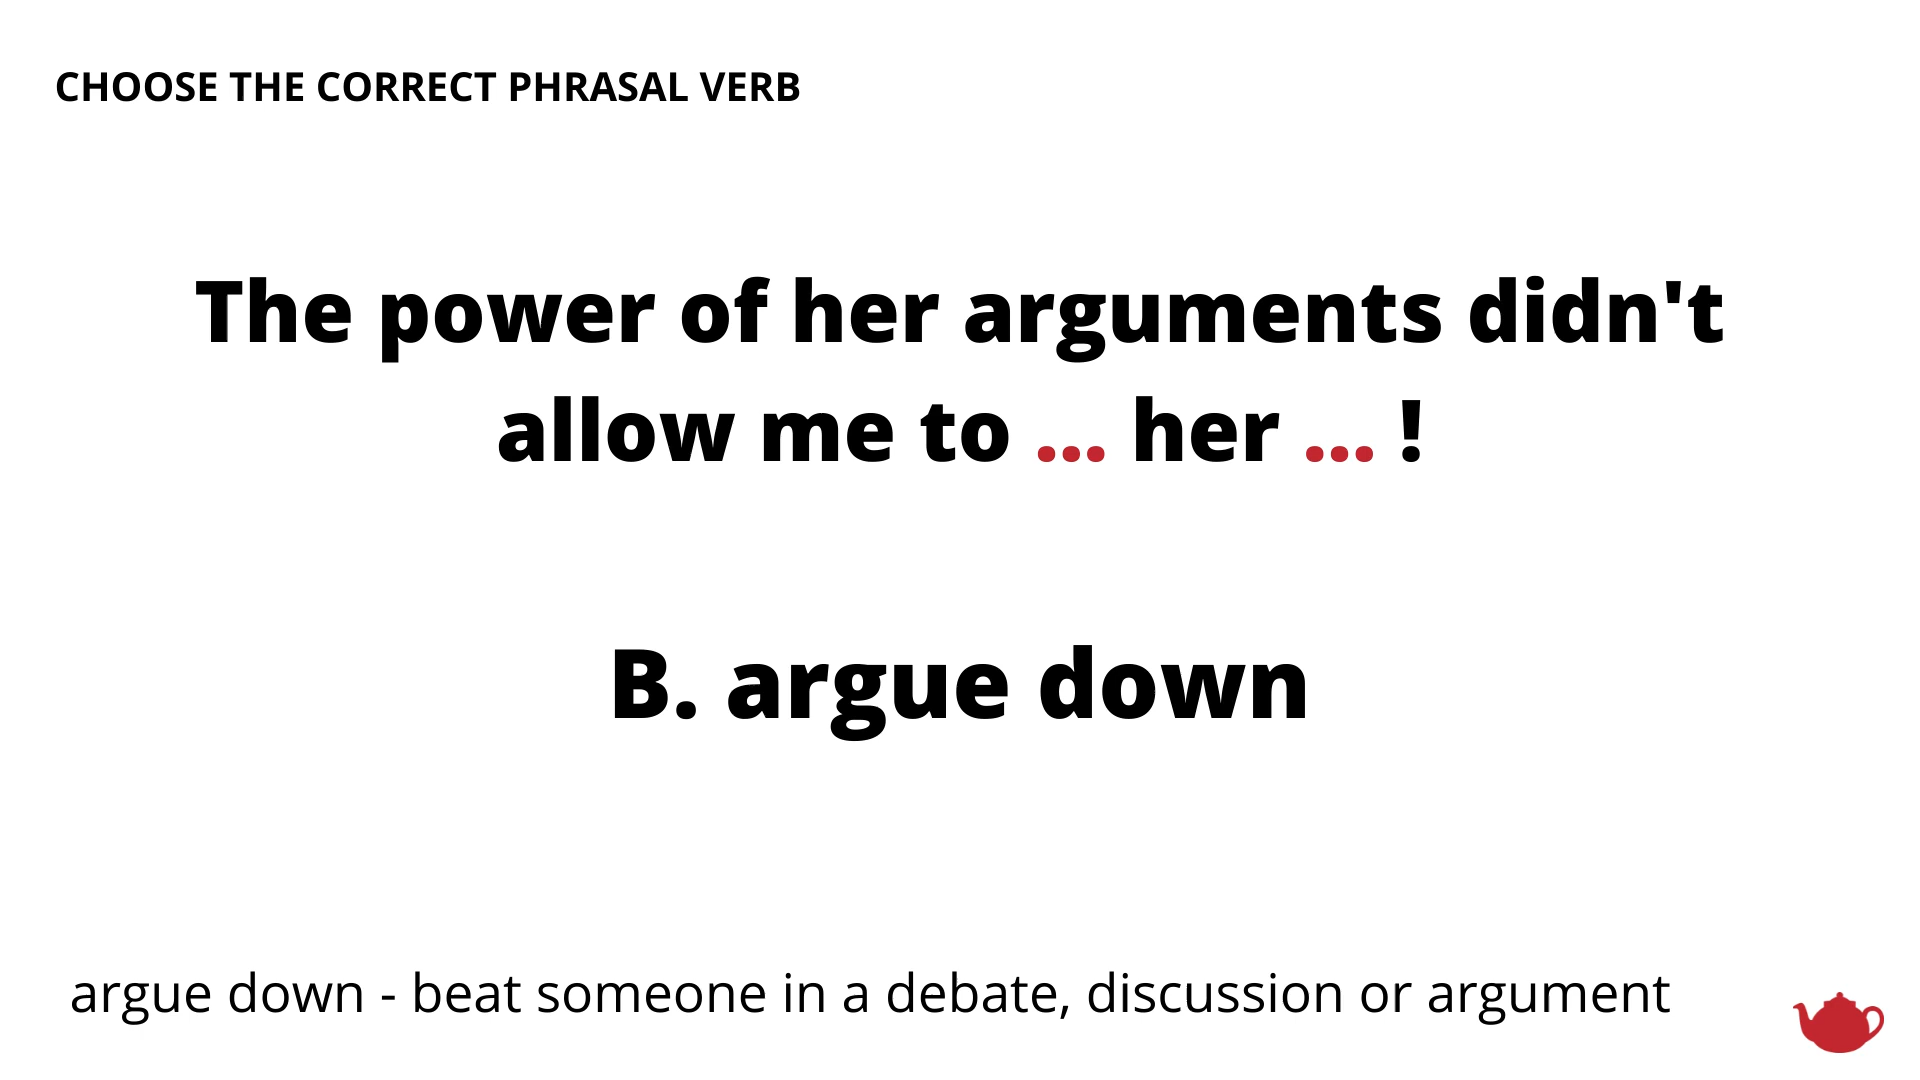 CHOOSE THE CORRECT PHRASAL VERB
The power of her arguments didn't
allow me to ... her ... !
B. argue down
argue down - beat someone in a debate, discussion or argument